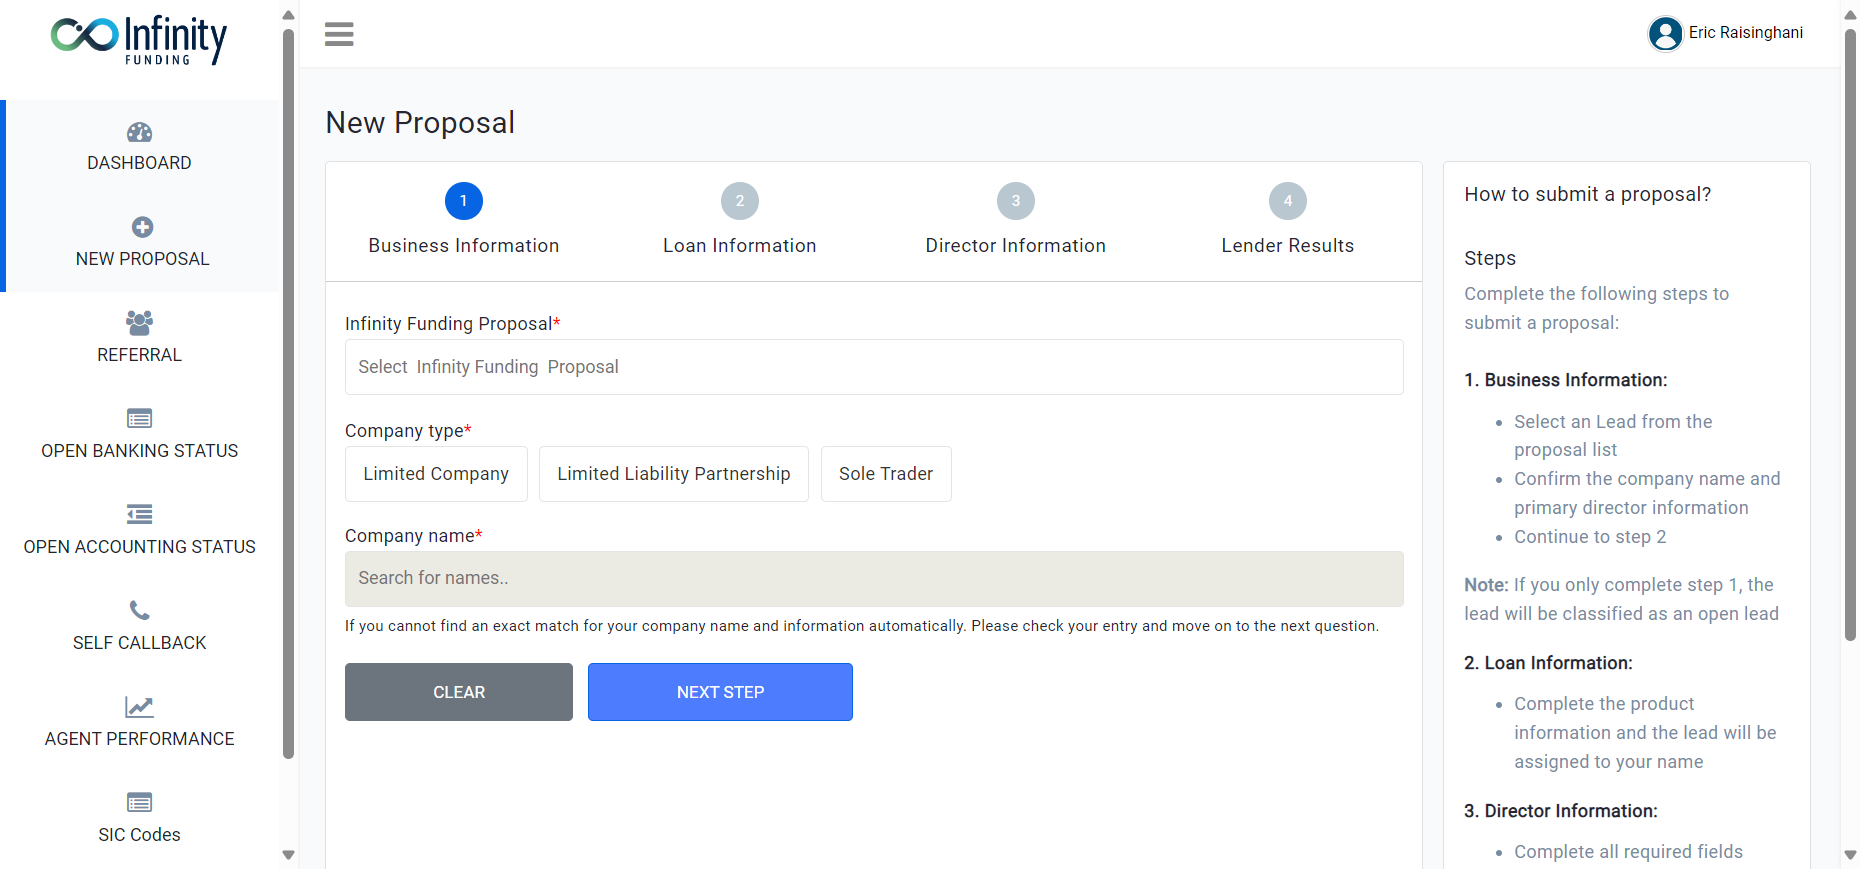 Infinity
FUNDING
Eric Raisinghani
DASHBOARD
NEW PROPOSAL
REFERRAL
OPEN BANKING STATUS
OPEN ACCOUNTING STATUS
SELF CALLBACK
AGENT PERFORMANCE
SIC Codes
New Proposal
1
2
3
4
Business Information
Loan Information
Director Information
Lender Results
Infinity Funding Proposal*
Select Infinity Funding Proposal
Company type*
Limited Company
Limited Liability Partnership
Sole Trader
Company name*
Search for names..
If you cannot find an exact match for your company name and information automatically. Please check your entry and move on to the next question.
CLEAR
NEXT STEP
How to submit a proposal?
Steps
Complete the following steps to
submit a proposal:
1. Business Information:
• Select an Lead from the
proposal list
• Confirm the company name and
primary director information
• Continue to step 2
Note: If you only complete step 1, the
lead will be classified as an open lead
2. Loan Information:
• Complete the product
information and the lead will be
assigned to your name
3. Director Information:
• Complete all required fields